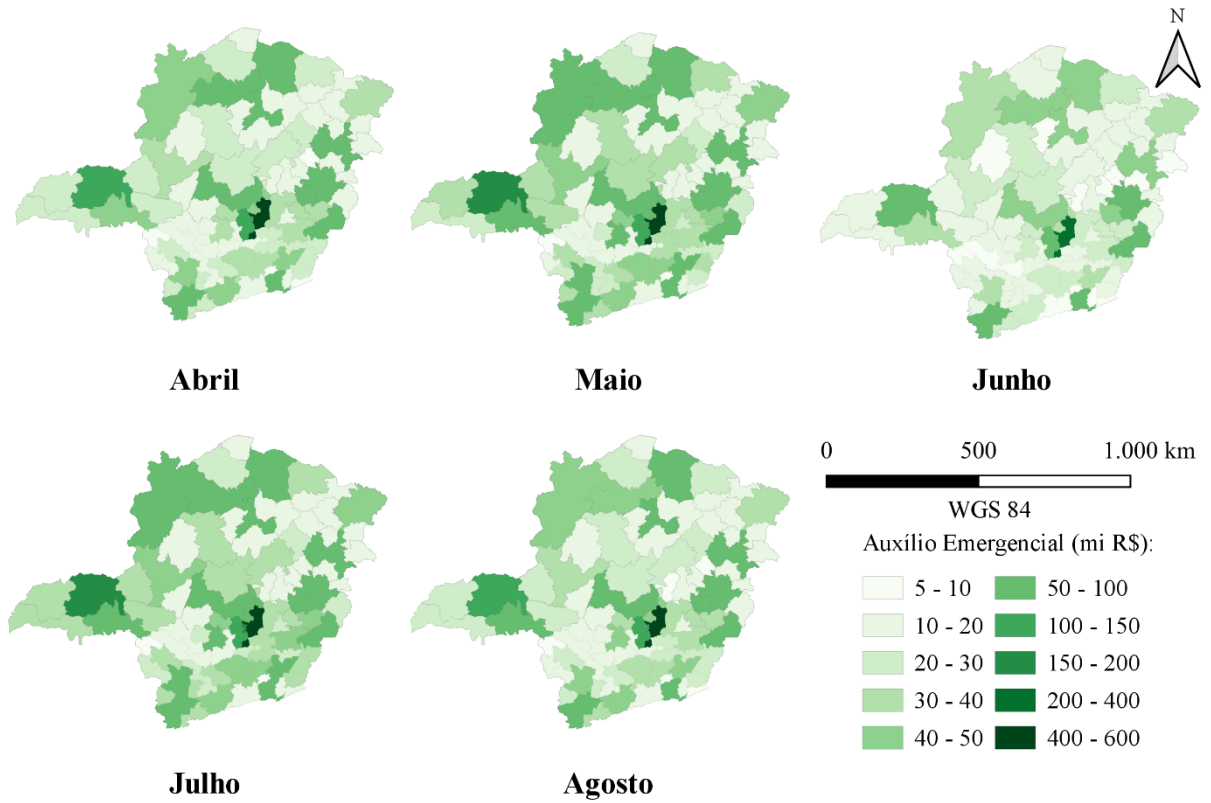 N
Abril
Maio
Junho
Julho
Agosto
0 500 1.000 km
WGS 84
Auxílio Emergencial (mi R$):
5 - 10
10 - 20
20 - 30
30 - 40
40 - 50
50 - 100
100 - 150
150 - 200
200 - 400
400 - 600